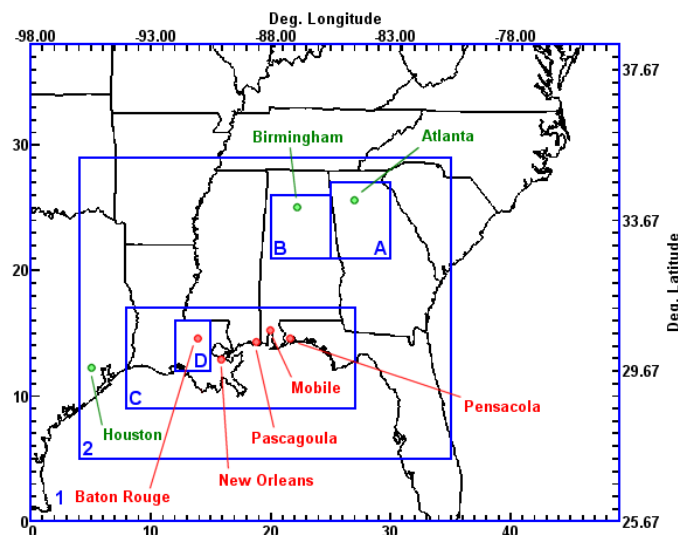 Deg. Longitude
-98.00 -93.00 -88.00 -83.00 -78.00
37.67
30
Birmingham Atlanta
33.67
B A
20
Deg. Latitude
D
Mobile
29.67
C
Pensacola
10
Houston
Pascagoula
2
New Orleans
1 Baton Rouge
0
0 10 20 30 40
25.67